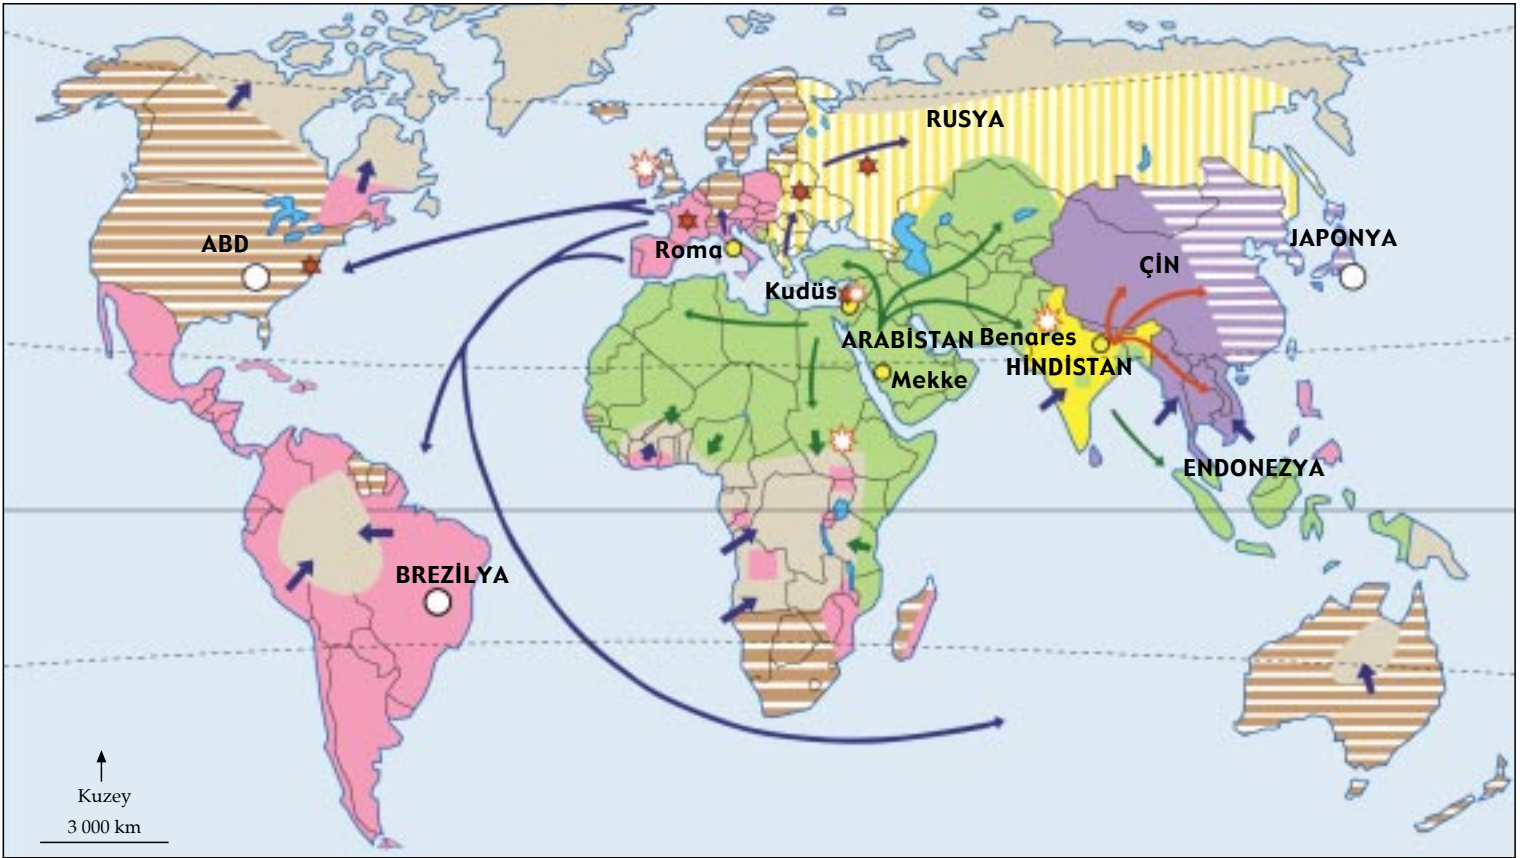 RUSYA
ABD
Roma
JAPONYA
ÇİN
Kudüs
ARABİSTAN
Benares
HİNDİSTAN
Mekke
ENDONEZYA
BREZİLYA
Kuzey
3 000 km